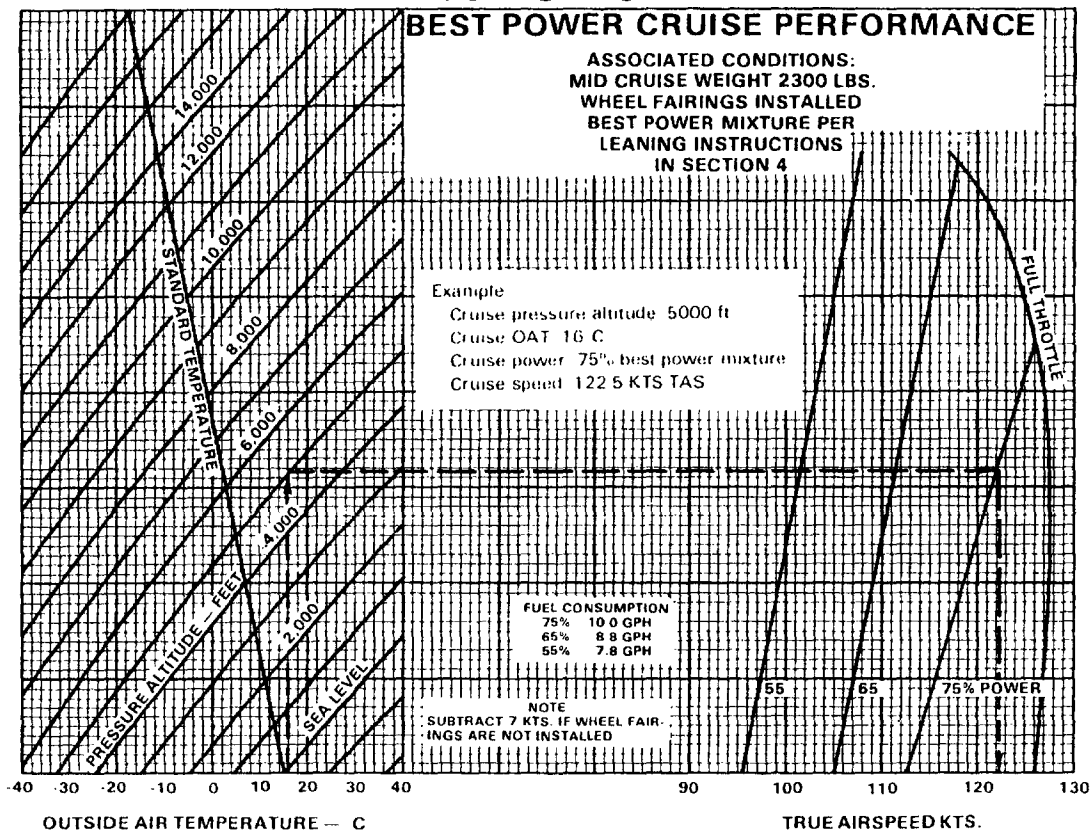 BEST POWER CRUISE PERFORMANCE
ASSOCIATED CONDITIONS:
MID CRUISE WEIGHT 2300 LBS.
WHEEL FAIRINGS INSTALLED
BEST POWER MIXTURE PER
LEANING INSTRUCTIONS
IN SECTION 4
14,000
12,000
10,000
8,000
6,000
4,000
2,000
SEA LEVEL
STANDARD TEMPERATURE
PRESSURE ALTITUDE — FEET
Example
Cruise pressure altitude 5000 ft
Cruise OAT 16 C
Cruise power 75% best power mixture
Cruise speed 122 5 KTS TAS
FULL THROTTLE
FUEL CONSUMPTION
75% 10 0 GPH
65% 8 8 GPH
55% 7.8 GPH
55
65
75% POWER
NOTE
SUBTRACT 7 KTS. IF WHEEL FAIR-
INGS ARE NOT INSTALLED
-40 -30 -20 -10 0 10 20 30 40
90 100 110 120 130
OUTSIDE AIR TEMPERATURE — C
TRUE AIRSPEED KTS.